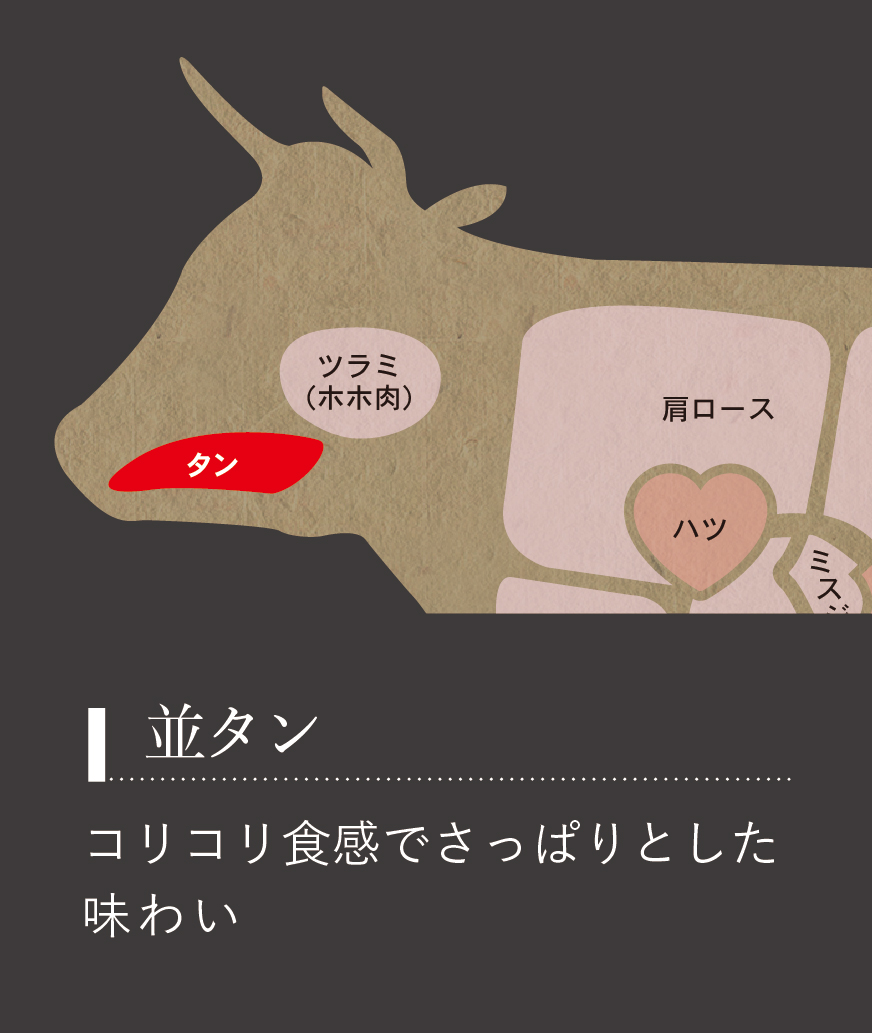 ツラミ
（ホホ肉）
タン
肩ロース
ハツ
ミスジ
並タン
コリコリ食感でさっぱりとした
味わい